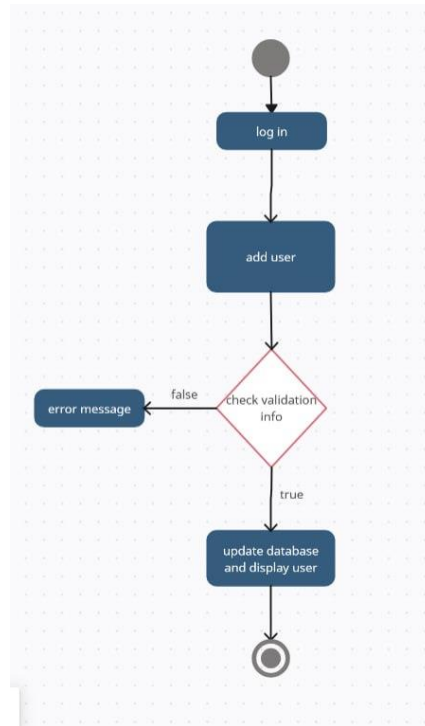 log in
add user
check validation
info
false
error message
true
update database
and display user